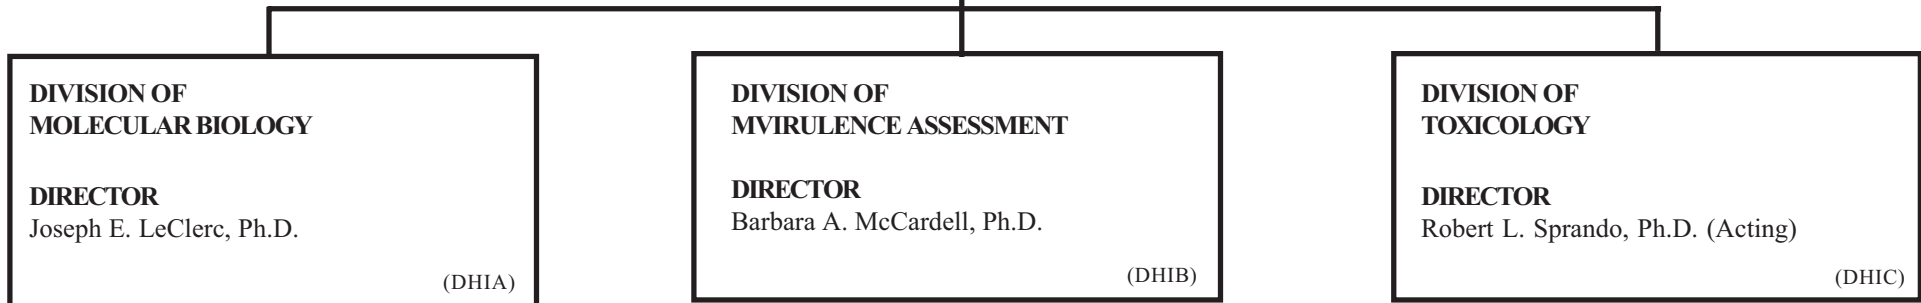 DIVISION OF
MOLECULAR BIOLOGY
DIRECTOR
Joseph E. LeClerc, Ph.D.
(DHIA)
DIVISION OF
MVIRULENCE ASSESSMENT
DIRECTOR
Barbara A. McCardell, Ph.D.
(DHIB)
DIVISION OF
TOXICOLOGY
DIRECTOR
Robert L. Sprando, Ph.D. (Acting)
(DHIC)